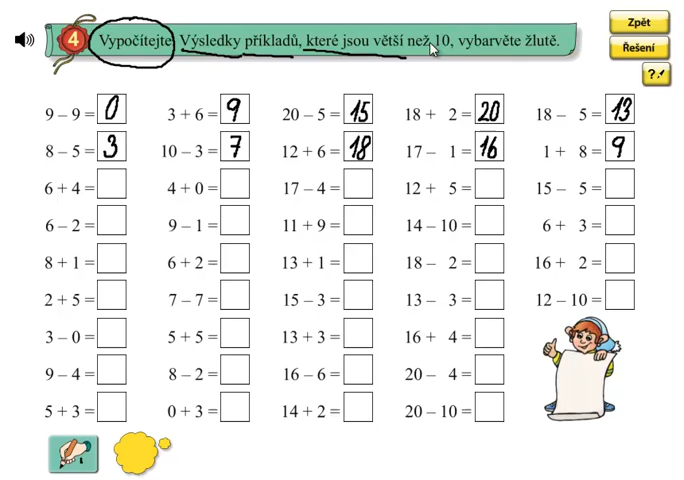 Zpět
4 Vypočítejte. Výsledky příkladů, které jsou větší než 10, vybarvěte žlutě.
Řešení
?
9 – 9 = 0 3 + 6 = 9 20 – 5 = 15 18 + 2 = 20 18 – 5 = 13
8 – 5 = 3 10 – 3 = 7 12 + 6 = 18 17 – 1 = 16 1 + 8 = 9
6 + 4 = 4 + 0 = 17 – 4 = 12 + 5 = 15 – 5 =
6 – 2 = 9 – 1 = 11 + 9 = 14 – 10 = 6 + 3 =
8 + 1 = 6 + 2 = 13 + 1 = 18 – 2 = 16 + 2 =
2 + 5 = 7 – 7 = 15 – 3 = 13 – 3 = 12 – 10 =
3 – 0 = 5 + 5 = 13 + 3 = 16 + 4 =
9 – 4 = 8 – 2 = 16 – 6 = 20 – 4 =
5 + 3 = 0 + 3 = 14 + 2 = 20 – 10 =